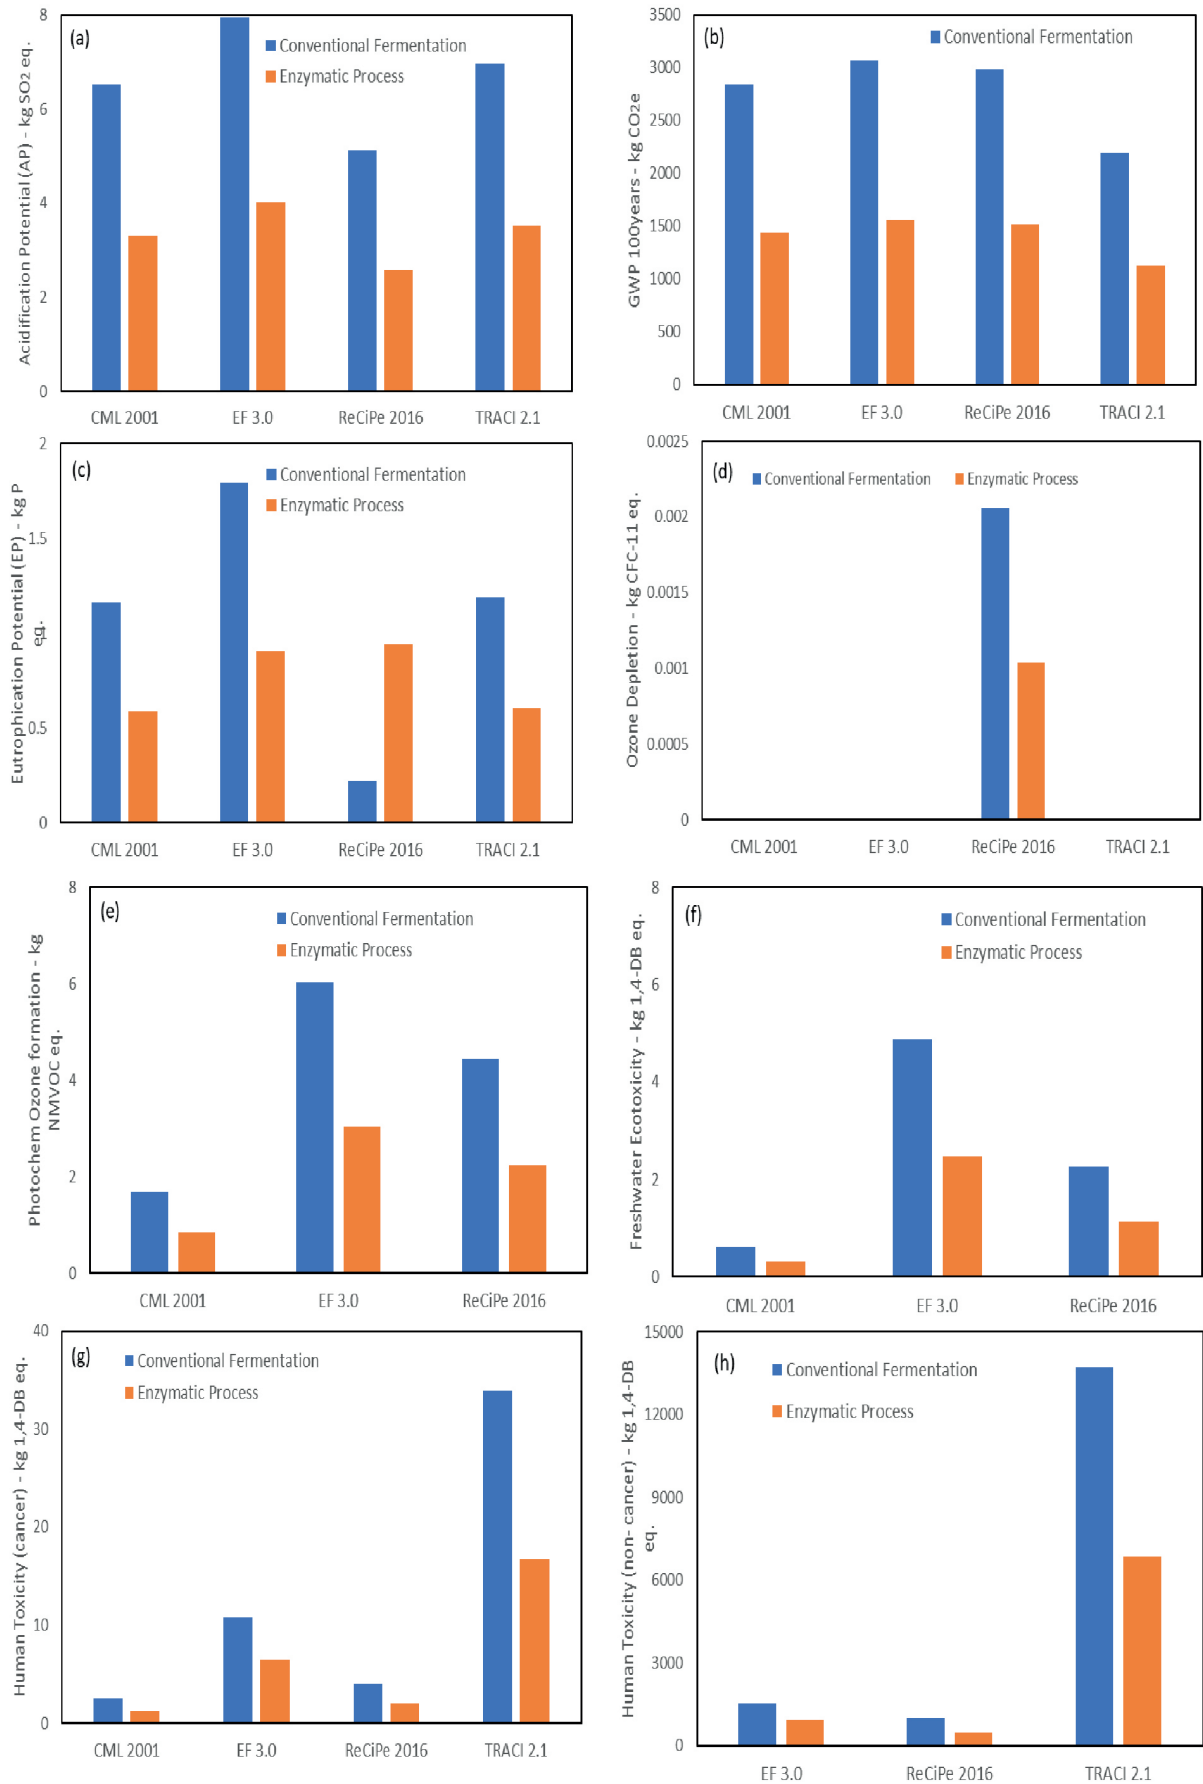 (a)
Conventional Fermentation
Enzymatic Process
Acidification Potential (AP) - kg SO2 eq.
8
6
4
2
0
CML 2001 EF 3.0 ReCiPe 2016 TRACI 2.1
(b)
Conventional Fermentation
GWP 100years - kg CO2e
3500
3000
2500
2000
1500
1000
500
0
CML 2001 EF 3.0 ReCiPe 2016 TRACI 2.1
(c)
Conventional Fermentation
Enzymatic Process
Eutrophication Potential (EP) - kg P
eq.
2
1.5
1
0.5
0
CML 2001 EF 3.0 ReCiPe 2016 TRACI 2.1
(d)
Conventional Fermentation Enzymatic Process
Ozone Depletion - kg CFC-11 eq.
0.0025
0.002
0.0015
0.001
0.0005
0
CML 2001 EF 3.0 ReCiPe 2016 TRACI 2.1
(e)
Conventional Fermentation
Enzymatic Process
Photochem Ozone formation - kg
NMVOC eq.
8
6
4
2
0
CML 2001 EF 3.0 ReCiPe 2016
(f)
Conventional Fermentation
Enzymatic Process
Freshwater Ecotoxicity - kg 1,4-DB eq.
8
6
4
2
0
CML 2001 EF 3.0 ReCiPe 2016
(g)
Conventional Fermentation
Enzymatic Process
Human Toxicity (cancer) - kg 1,4-DB eq.
40
30
20
10
0
CML 2001 EF 3.0 ReCiPe 2016 TRACI 2.1
(h)
Conventional Fermentation
Enzymatic Process
Human Toxicity (non- cancer) - kg 1,4-DB
eq.
15000
12000
9000
6000
3000
0
EF 3.0 ReCiPe 2016 TRACI 2.1